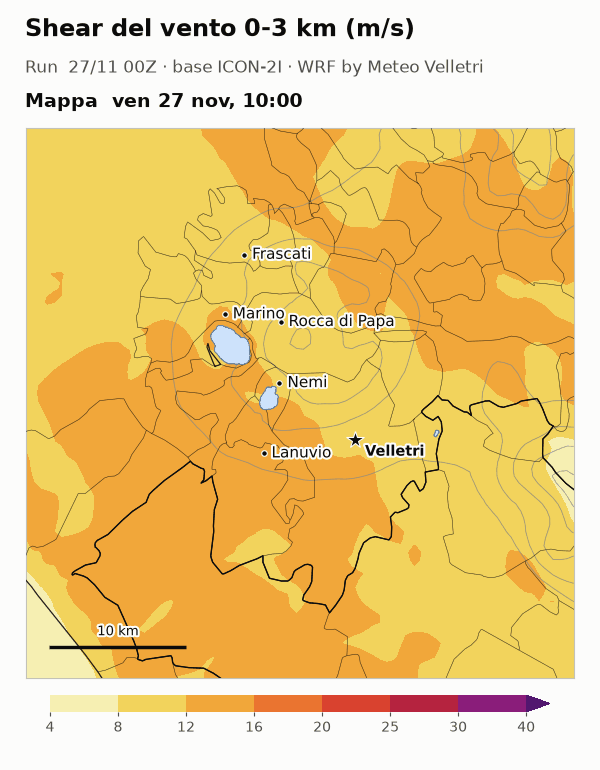 Shear del vento 0-3 km (m/s)
Run  27/11 00Z · base ICON-2I · WRF by Meteo Velletri
Mappa  ven 27 nov, 10:00
Frascati
Marino
Rocca di Papa
Nemi
Velletri
Lanuvio
10 km
4 8 12 16 20 25 30 40